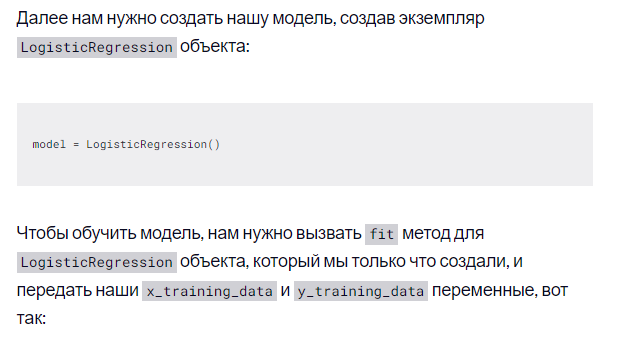 Далее нам нужно создать нашу модель, создав экземпляр
LogisticRegression объекта:
model = LogisticRegression()
Чтобы обучить модель, нам нужно вызвать fit метод для
LogisticRegression объекта, который мы только что создали, и
передать наши x_training_data и y_training_data переменные, вот
так: